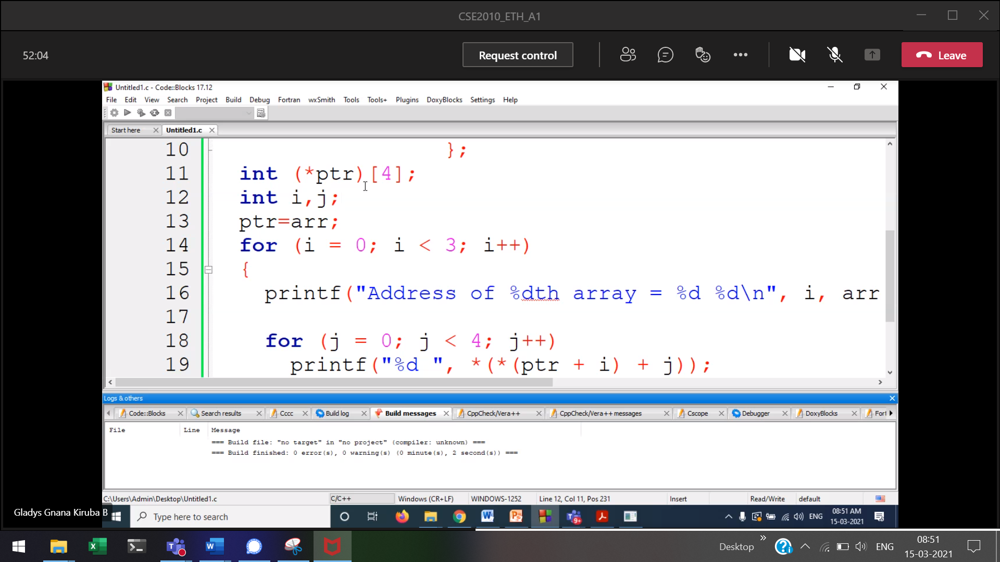 CSE2010_ETH_A1
52:04
Request control
Leave
Untitled1.c - Code::Blocks 17.12
File Edit View Search Project Build Debug Fortran wxSmith Tools Tools+ Plugins DoxyBlocks Settings Help
Start here Untitled1.c
10 };
11 int (*ptr)[4];
12 int i,j;
13 ptr=arr;
14 for (i = 0; i < 3; i++)
15 {
16 printf("Address of %dth array = %d %d\n", i, arr
17
18 for (j = 0; j < 4; j++)
19 printf("%d ", *(*(ptr + i) + j));
Logs & others
Code::Blocks Search results Cccc Build log Build messages CppCheck/Vera++ CppCheck/Vera++ messages Cscope Debugger DoxyBlocks Fort
File Line Message
=== Build file: "no target" in "no project" (compiler: unknown) ===
=== Build finished: 0 error(s), 0 warning(s) (0 minute(s), 2 second(s)) ===
C:\Users\Admin\Desktop\Untitled1.c C/C++ Windows (CR+LF) WINDOWS-1252 Line 12, Col 11, Pos 231 Insert Read/Write default
Gladys Gnana Kiruba B
Type here to search
9+
ENG
08:51 AM
15-03-2021
Desktop
ENG
08:51
15-03-2021